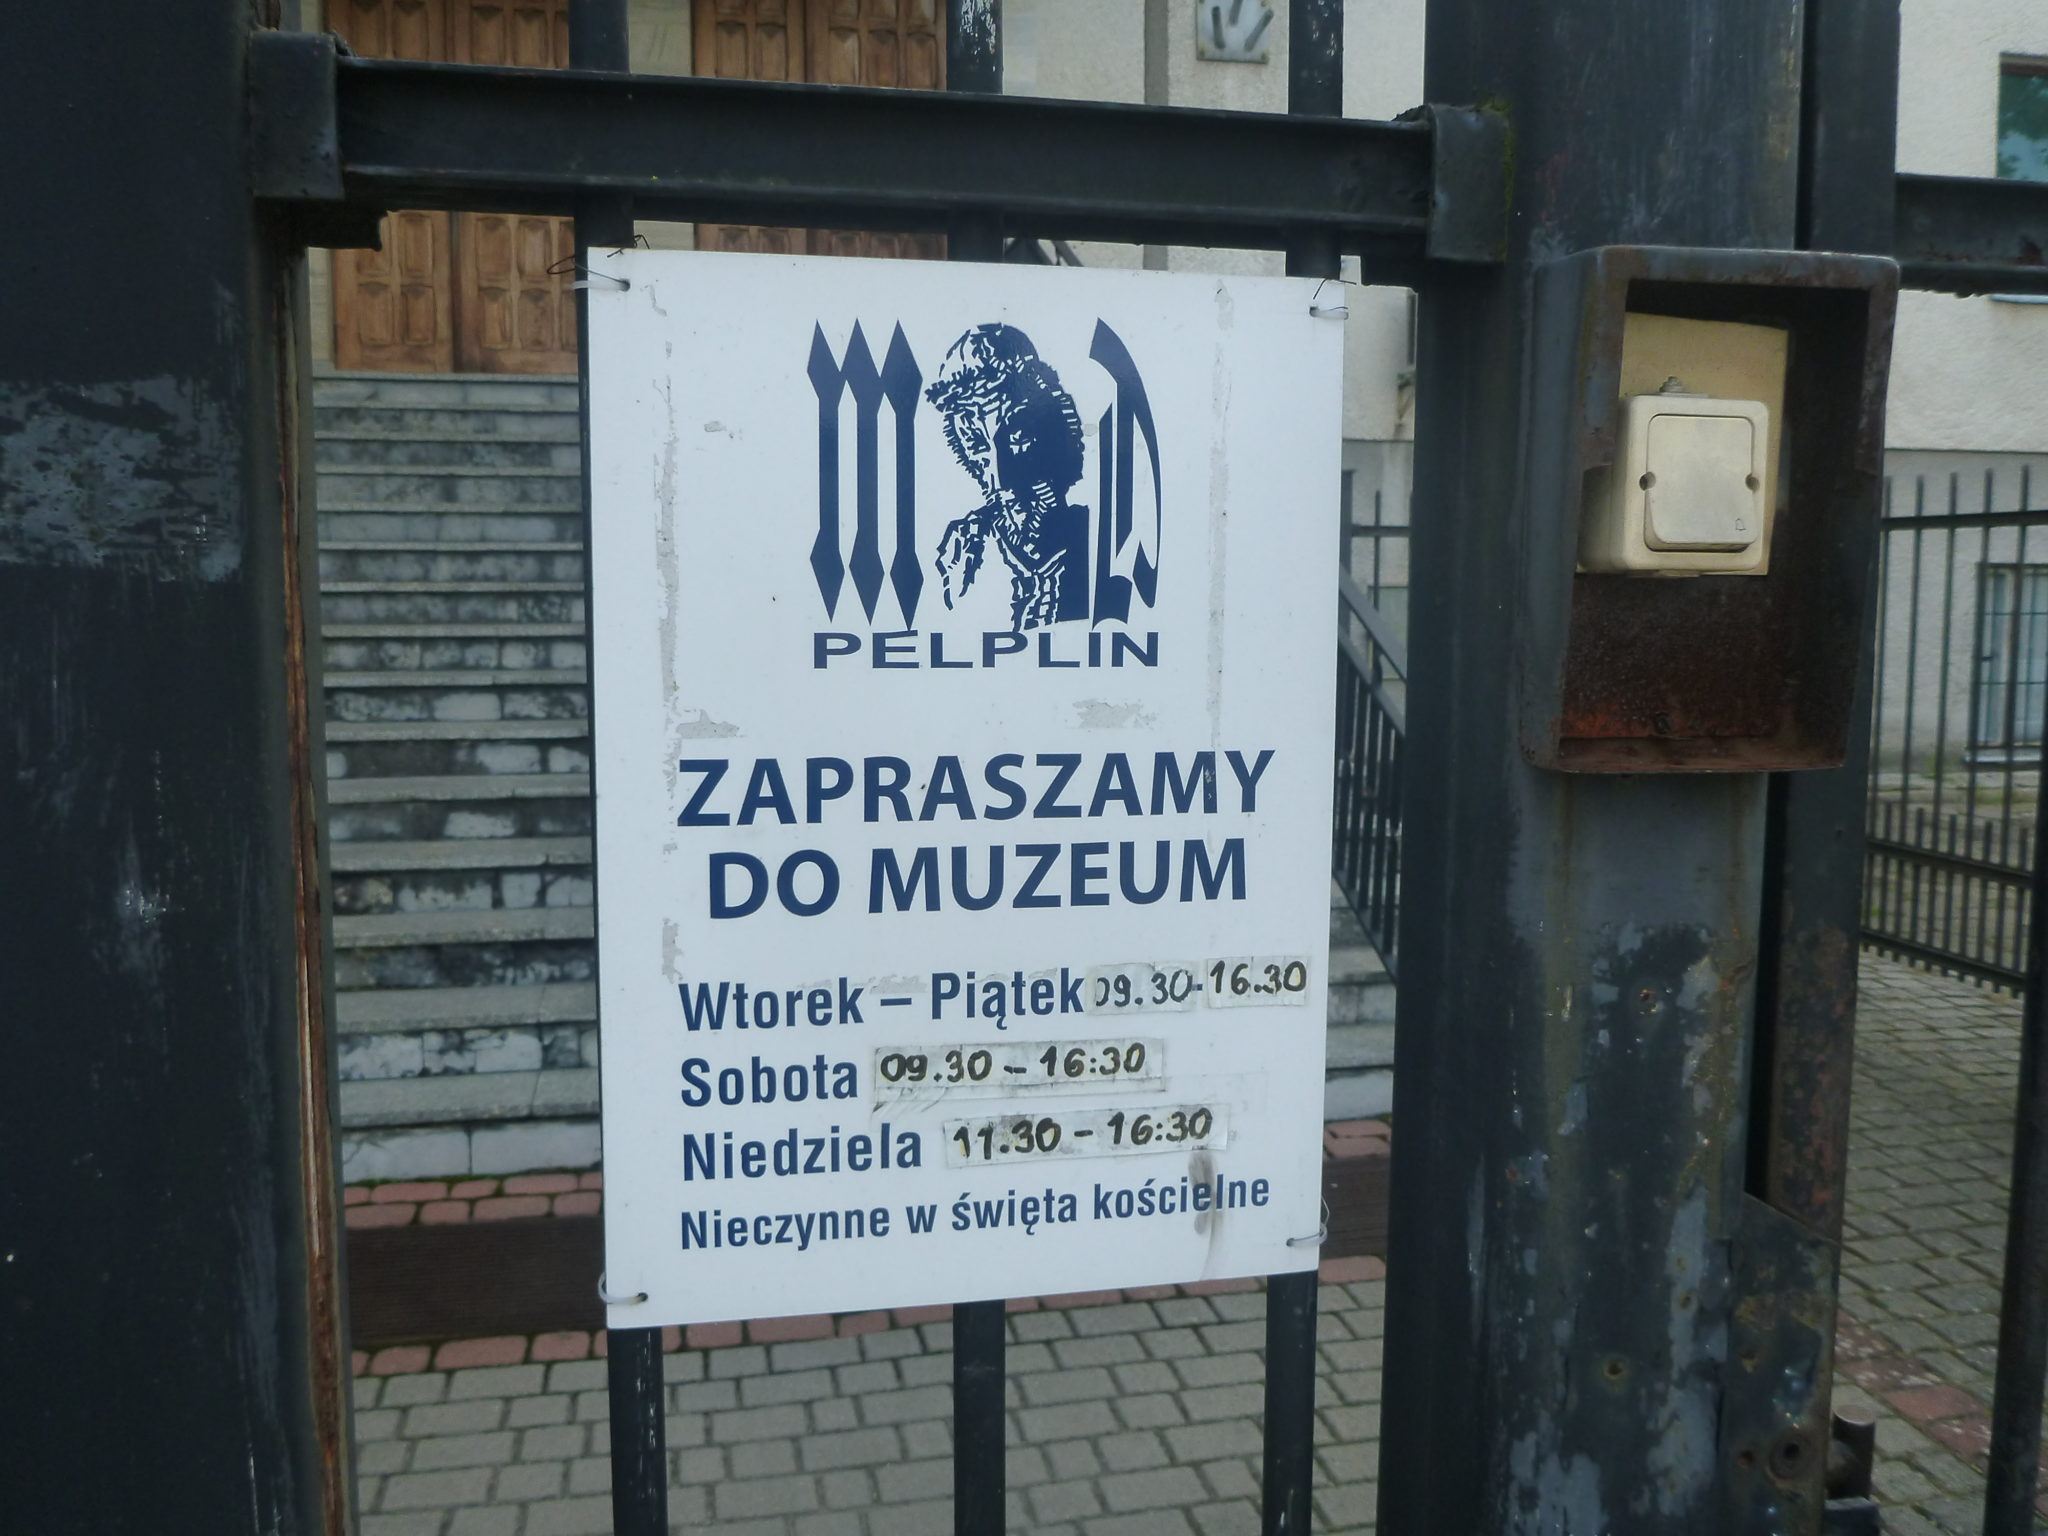 PELPLIN
ZAPRASZAMY
DO MUZEUM
Wtorek – Piątek 09.30-16.30
Sobota 09.30 – 16:30
Niedziela 11.30 – 16:30
Nieczynne w święta kościelne